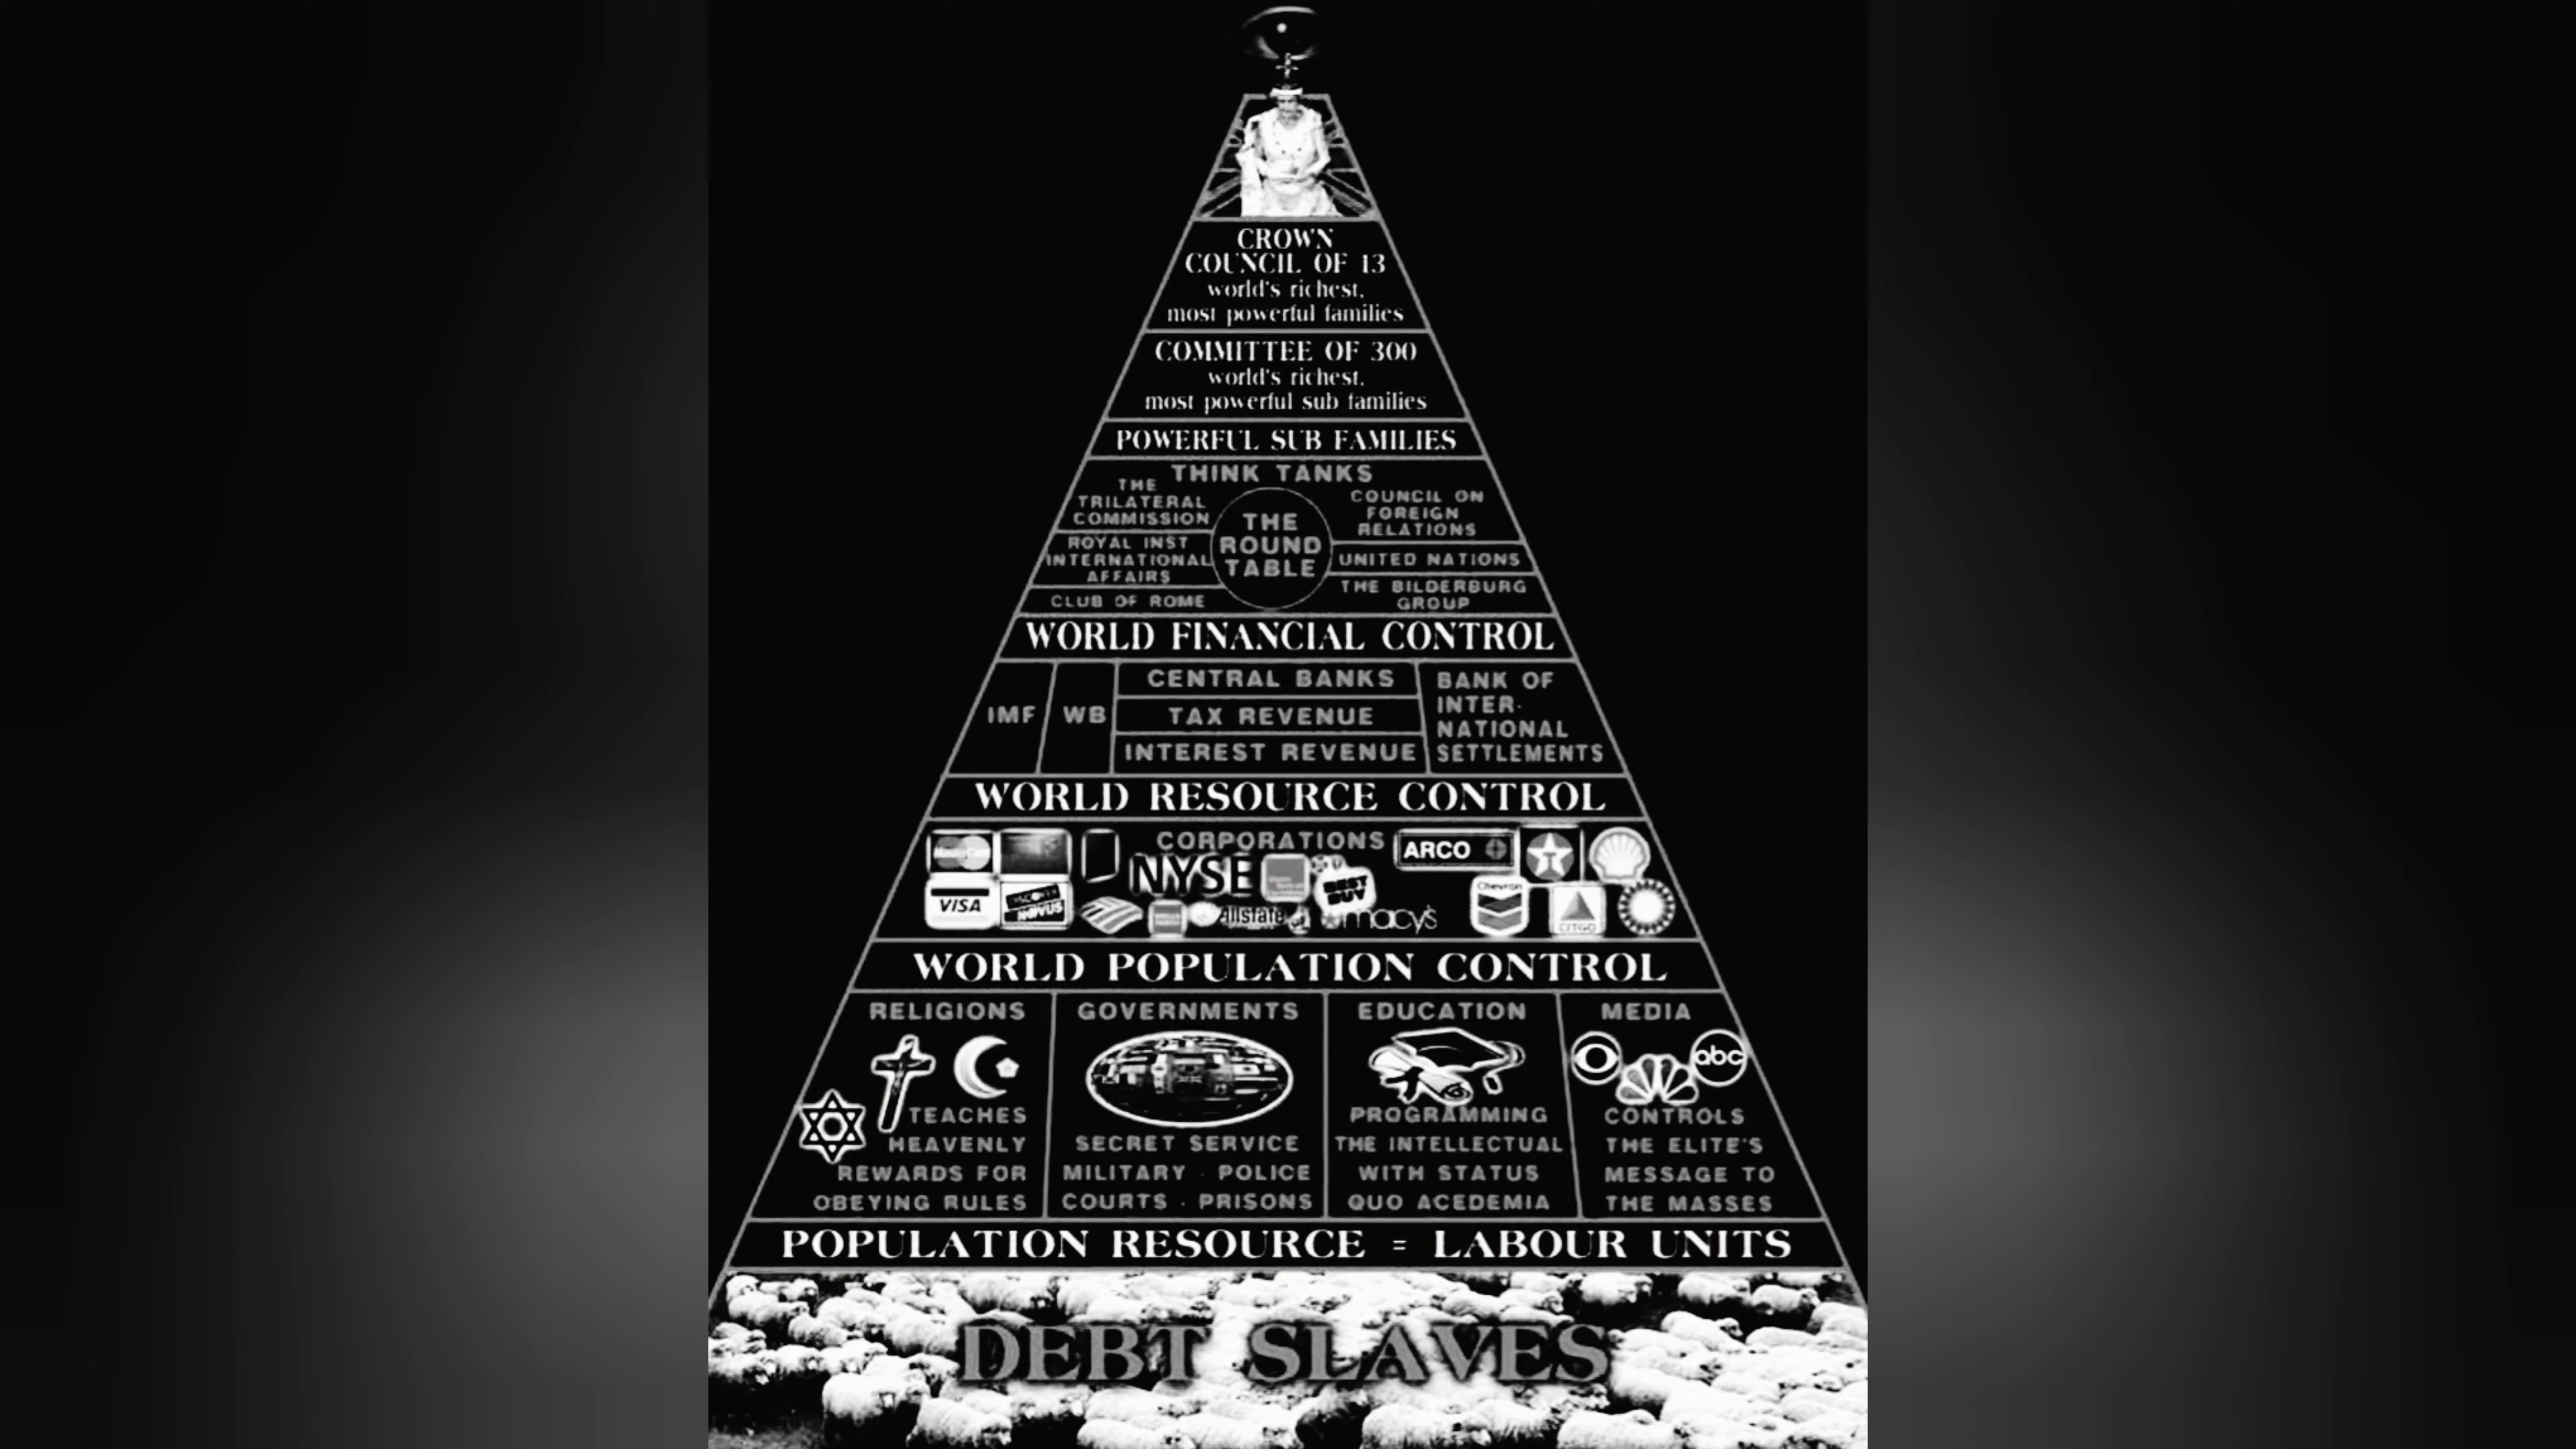 CROWN
COUNCIL OF 13
world's richest,
most powerful families
COMMITTEE OF 300
world's richest,
most powerful sub families
POWERFUL SUB FAMILIES
THINK TANKS
THE
TRILATERAL
COMMISSION
ROYAL INST
INTERNATIONAL
AFFAIRS
CLUB OF ROME
THE
ROUND
TABLE
COUNCIL ON
FOREIGN
RELATIONS
UNITED NATIONS
THE BILDERBURG
GROUP
WORLD FINANCIAL CONTROL
IMF
WB
CENTRAL BANKS
TAX REVENUE
INTEREST REVENUE
BANK OF
INTER-
NATIONAL
SETTLEMENTS
WORLD RESOURCE CONTROL
CORPORATIONS
MasterCard
NYSE
BEST
BUY
ARCO
T
VISA
NOVUS
Allstate
macy's
Chevron
CITGO
WORLD POPULATION CONTROL
RELIGIONS
TEACHES
HEAVENLY
REWARDS FOR
OBEYING RULES
GOVERNMENTS
SECRET SERVICE
MILITARY · POLICE
COURTS · PRISONS
EDUCATION
PROGRAMMING
THE INTELLECTUAL
WITH STATUS
QUO ACEDEMIA
MEDIA
abc
CONTROLS
THE ELITE'S
MESSAGE TO
THE MASSES
POPULATION RESOURCE = LABOUR UNITS
DEBT SLAVES